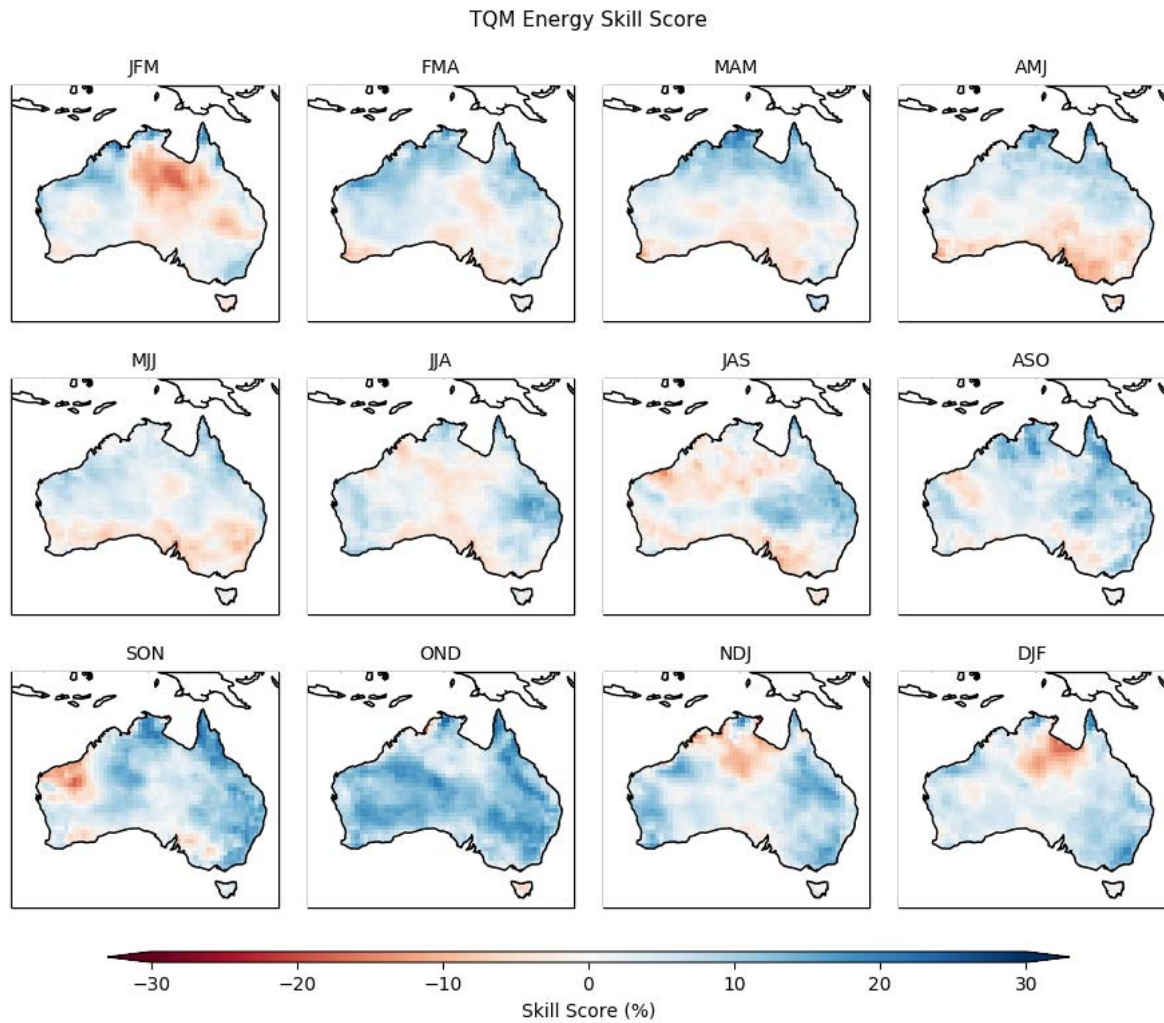 TQM Energy Skill Score
JFM
FMA
MAM
AMJ
MJJ
JJA
JAS
ASO
SON
OND
NDJ
DJF
−30
−20
−10
0
10
20
30
Skill Score (%)